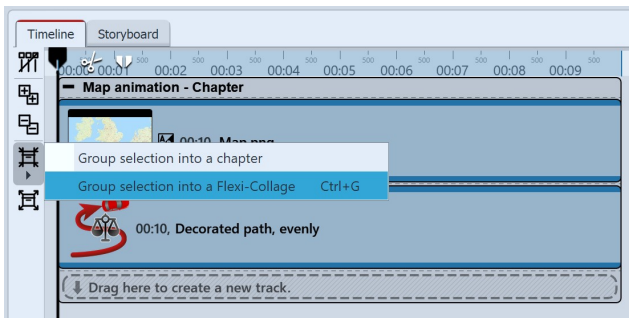 Timeline
Storyboard
500 500 500 500 500 500 500 500 500
00:00 00:01 00:02 00:03 00:04 00:05 00:06 00:07 00:08 00:09
Map animation - Chapter
00:10, Map.png
Group selection into a chapter
Group selection into a Flexi-Collage Ctrl+G
00:10, Decorated path, evenly
Drag here to create a new track.